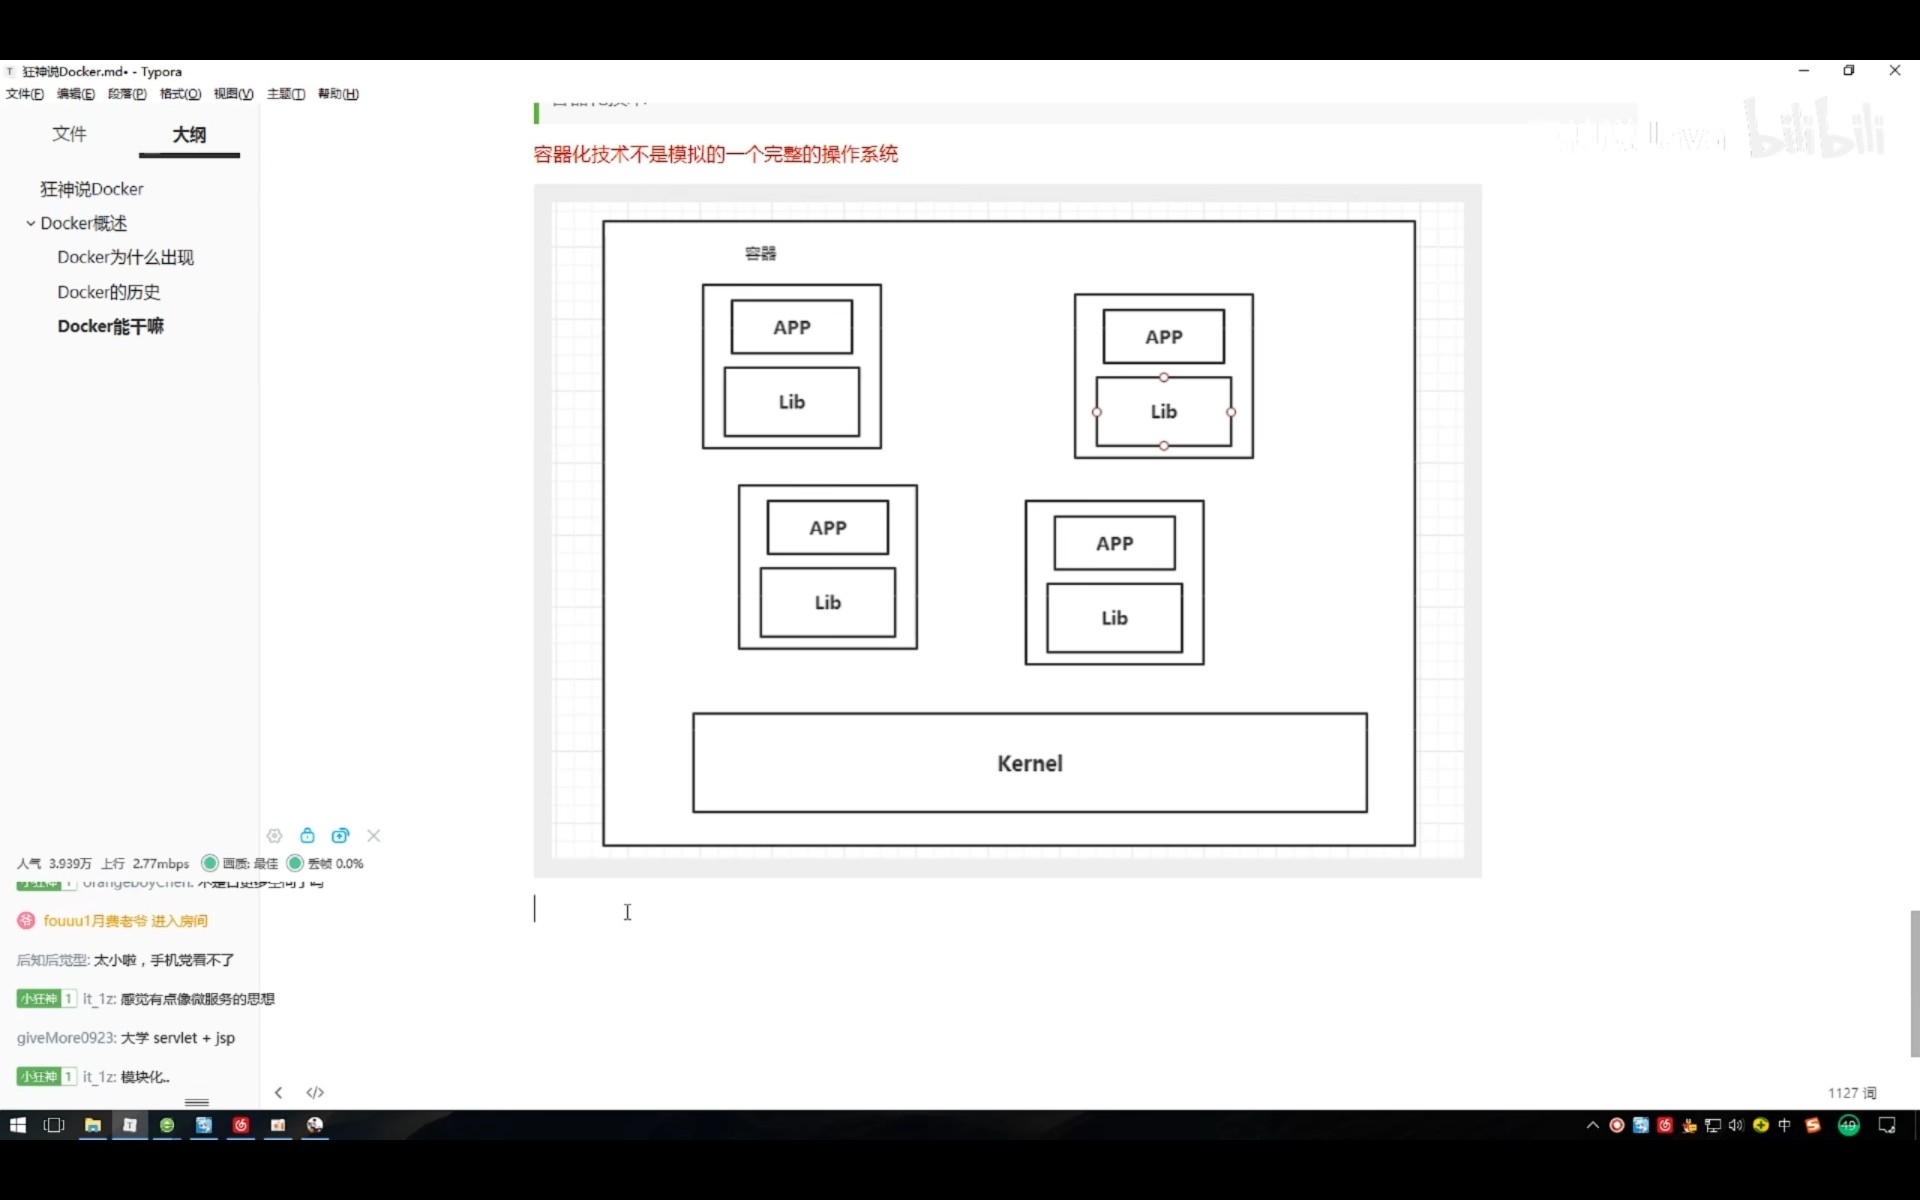 狂神说Docker.md• - Typora
文件(F) 编辑(E) 段落(P) 格式(O) 视图(V) 主题(T) 帮助(H)
文件 大纲
狂神说Docker
Docker概述
Docker为什么出现
Docker的历史
Docker能干嘛
bilibili
容器化技术不是模拟的一个完整的操作系统
容器
APP
Lib
APP
Lib
APP
Lib
APP
Lib
Kernel
人气 3.939万 上行 2.77mbps 画质: 最佳 丢帧 0.0%
fouuu1月费老爷 进入房间
后知后觉型: 太小啦，手机党看不了
小狂神 1 it_1z: 感觉有点像微服务的思想
giveMore0923: 大学 servlet + jsp
小狂神 1 it_1z: 模块化..
1127 词
中 49